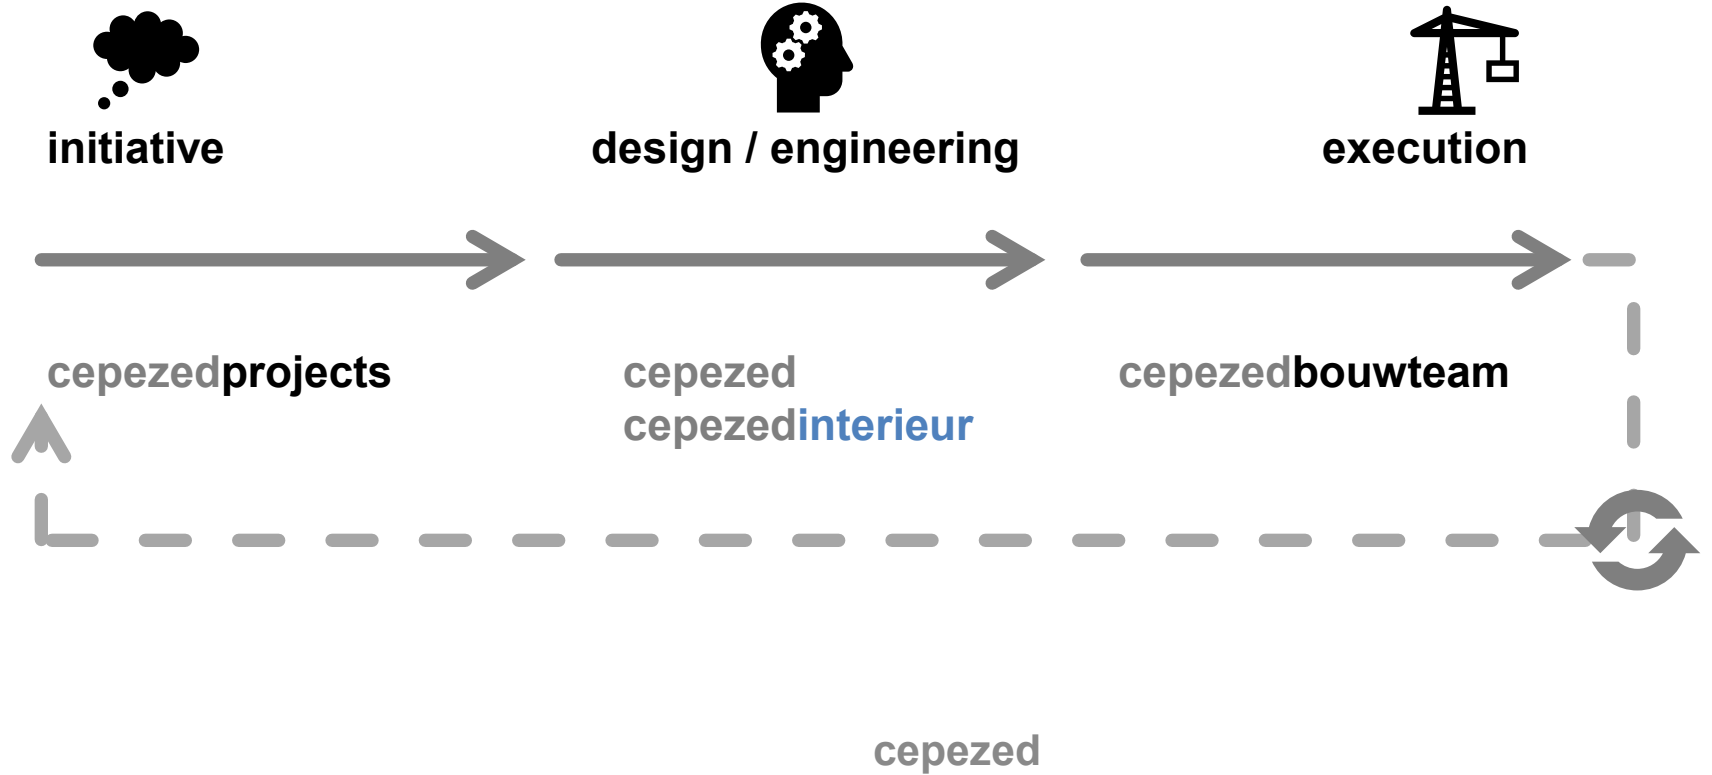 initiative
design / engineering
execution
cepezedprojects
cepezed
cepezedinterieur
cepezedbouwteam
cepezed